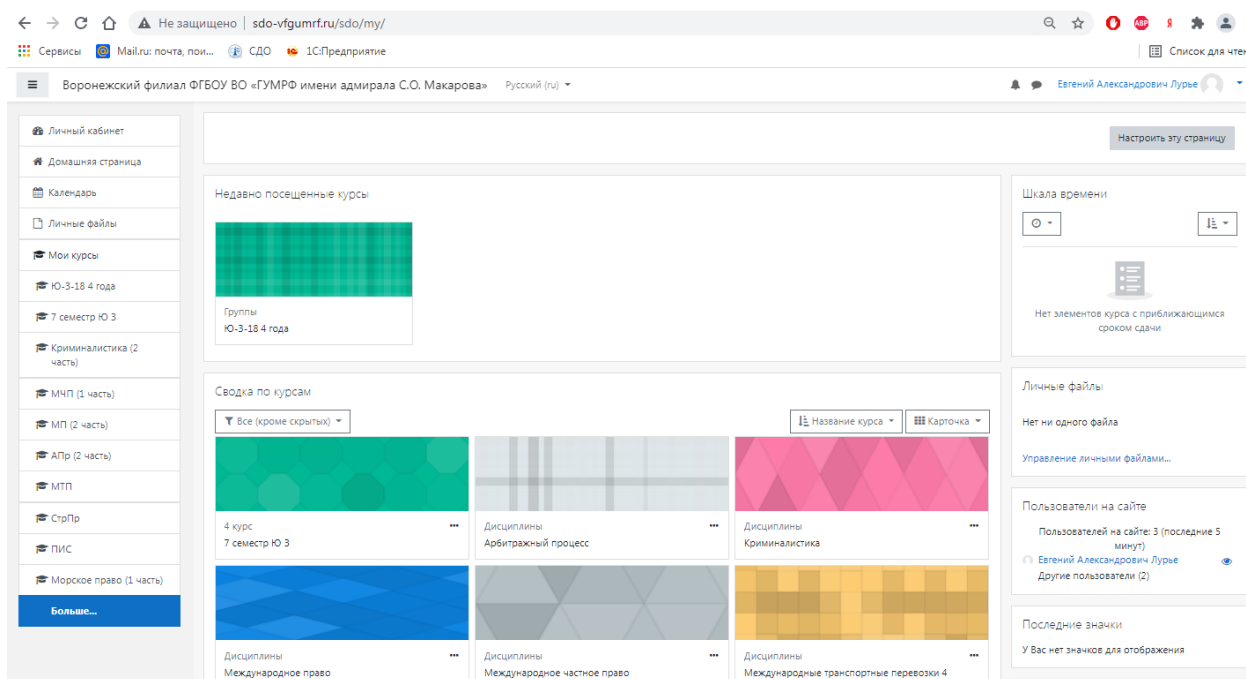 Не защищено | sdo-vfgumrf.ru/sdo/my/
Сервисы Mail.ru: почта, пои... СДО 1С:Предприятие Список для чтен
Воронежский филиал ФГБОУ ВО «ГУМРФ имени адмирала С.О. Макарова» Русский (ru) Евгений Александрович Лурье
Личный кабинет
Домашняя страница
Календарь
Личные файлы
Мои курсы
Ю-3-18 4 года
7 семестр Ю 3
Криминалистика (2
часть)
МЧП (1 часть)
МП (2 часть)
АПр (2 часть)
МТП
СтрПр
ПИС
Морское право (1 часть)
Больше...
Настроить эту страницу
Недавно посещенные курсы
Группы
Ю-3-18 4 года
Сводка по курсам
Все (кроме скрытых) Название курса Карточка
4 курс
7 семестр Ю 3
Дисциплины
Арбитражный процесс
Дисциплины
Криминалистика
Дисциплины
Международное право
Дисциплины
Международное частное право
Дисциплины
Международные транспортные перевозки 4
Шкала времени
Нет элементов курса с приближающимся
сроком сдачи
Личные файлы
Нет ни одного файла
Управление личными файлами...
Пользователи на сайте
Пользователей на сайте: 3 (последние 5
минут)
Евгений Александрович Лурье
Другие пользователи (2)
Последние значки
У Вас нет значков для отображения